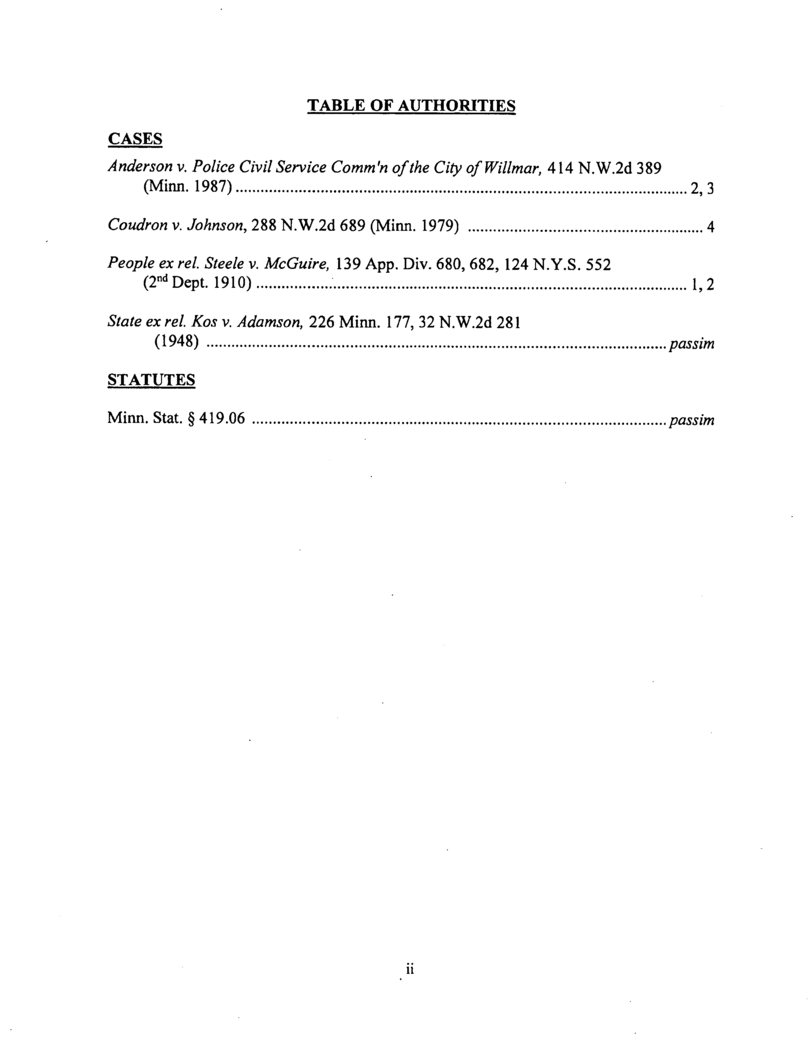 TABLE OF AUTHORITIES
CASES
Anderson v. Police Civil Service Comm'n of the City of Willmar, 414 N.W.2d 389
(Minn. 1987) ........................................................................................................... 2, 3
Coudron v. Johnson, 288 N.W.2d 689 (Minn. 1979) ........................................................ 4
People ex rel. Steele v. McGuire, 139 App. Div. 680, 682, 124 N.Y.S. 552
(2nd Dept. 1910) ...................................................................................................... 1, 2
State ex rel. Kos v. Adamson, 226 Minn. 177, 32 N.W.2d 281
(1948) ............................................................................................................. passim
STATUTES
Minn. Stat. § 419.06 .................................................................................................. passim
ii